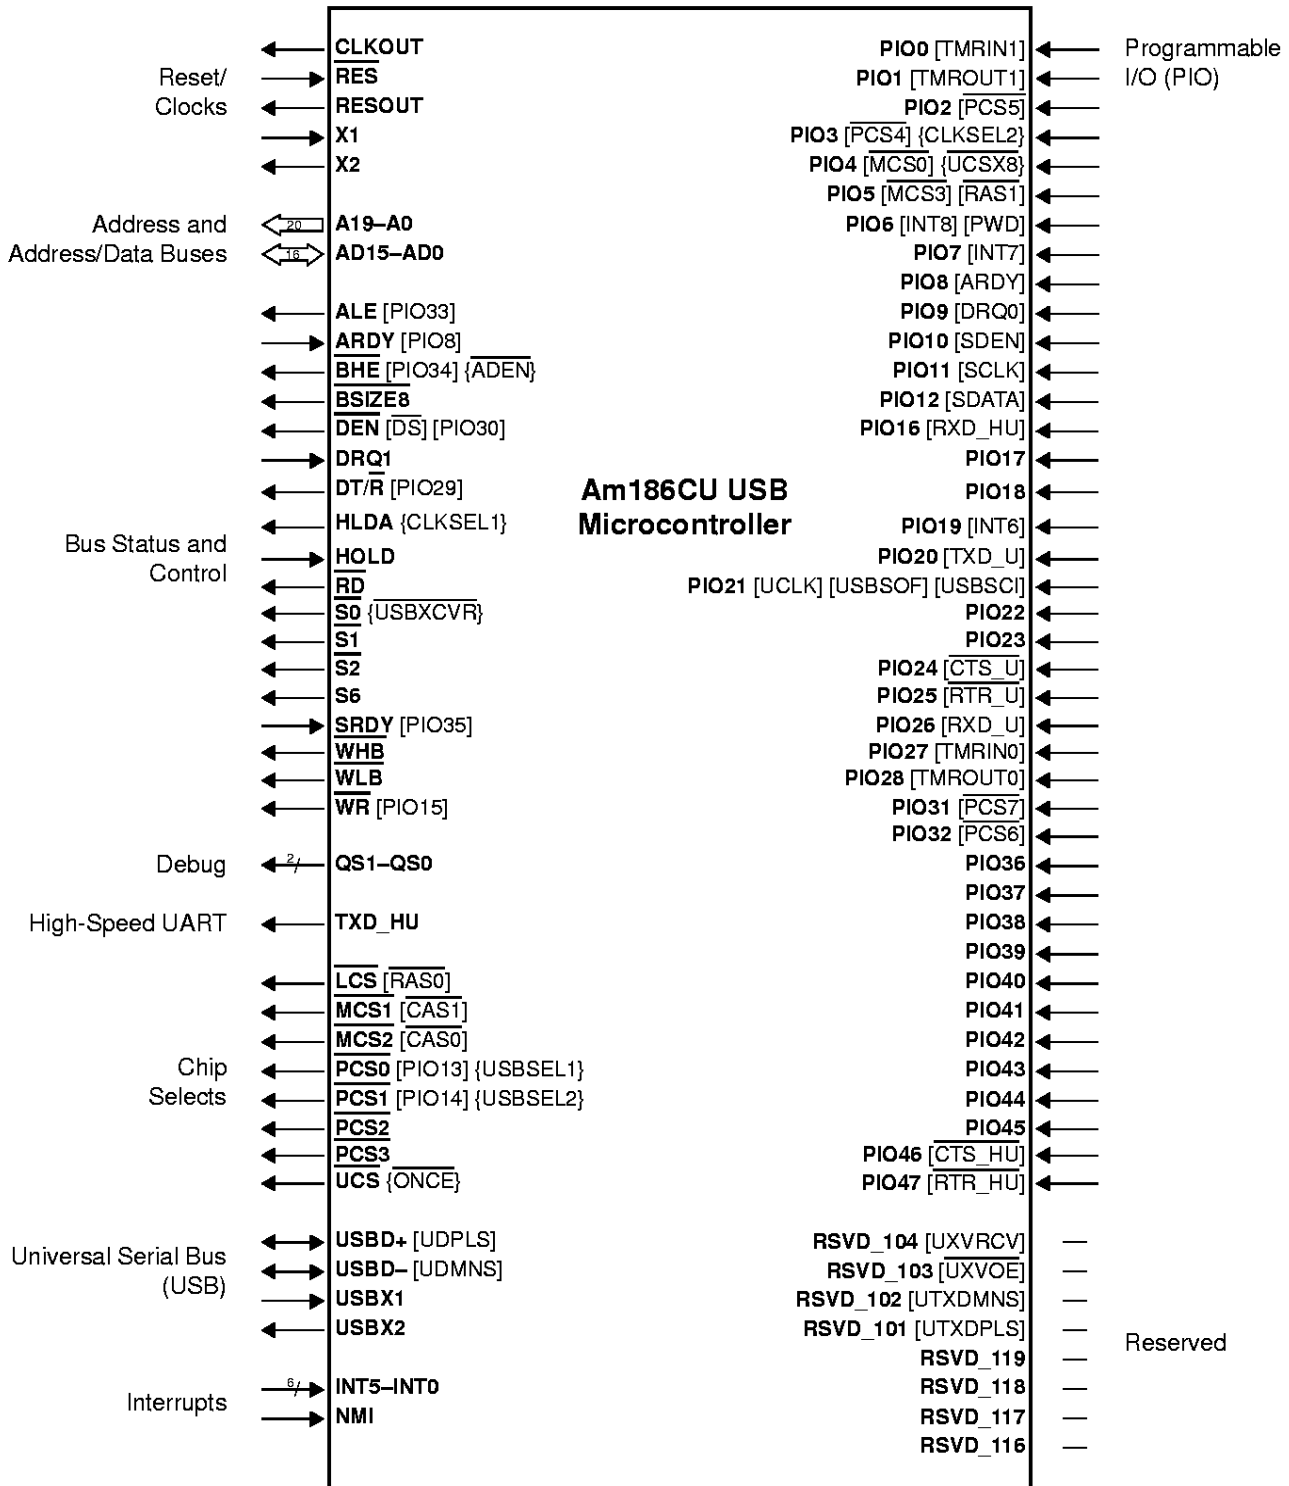 CLKOUT
Reset/
Clocks
RES
RESOUT
X1
X2
Address and
Address/Data Buses
20
A19–A0
16
AD15–AD0
ALE [PIO33]
ARDY [PIO8]
BHE [PIO34] {ADEN}
BSIZE8
DEN [DS] [PIO30]
DRQ1
DT/R [PIO29]
HLDA {CLKSEL1}
Bus Status and
Control
HOLD
RD
S0 {USBXCVR}
S1
S2
S6
SRDY [PIO35]
WHB
WLB
WR [PIO15]
Debug
2
QS1–QS0
High-Speed UART
TXD_HU
LCS [RAS0]
MCS1 [CAS1]
MCS2 [CAS0]
Chip
Selects
PCS0 [PIO13] {USBSEL1}
PCS1 [PIO14] {USBSEL2}
PCS2
PCS3
UCS {ONCE}
Universal Serial Bus
(USB)
USBD+ [UDPLS]
USBD– [UDMNS]
USBX1
USBX2
Interrupts
6
INT5–INT0
NMI
Am186CU USB
Microcontroller
PIO0 [TMRIN1]
PIO1 [TMROUT1]
PIO2 [PCS5]
PIO3 [PCS4] {CLKSEL2}
PIO4 [MCS0] {UCSX8}
PIO5 [MCS3] [RAS1]
PIO6 [INT8] [PWD]
PIO7 [INT7]
PIO8 [ARDY]
PIO9 [DRQ0]
PIO10 [SDEN]
PIO11 [SCLK]
PIO12 [SDATA]
PIO16 [RXD_HU]
PIO17
PIO18
PIO19 [INT6]
PIO20 [TXD_U]
PIO21 [UCLK] [USBSOF] [USBSCI]
PIO22
PIO23
PIO24 [CTS_U]
PIO25 [RTR_U]
PIO26 [RXD_U]
PIO27 [TMRIN0]
PIO28 [TMROUT0]
PIO31 [PCS7]
PIO32 [PCS6]
PIO36
PIO37
PIO38
PIO39
PIO40
PIO41
PIO42
PIO43
PIO44
PIO45
PIO46 [CTS_HU]
PIO47 [RTR_HU]
Programmable
I/O (PIO)
RSVD_104 [UXVRCV]
RSVD_103 [UXVOE]
RSVD_102 [UTXDMNS]
RSVD_101 [UTXDPLS]
RSVD_119
RSVD_118
RSVD_117
RSVD_116
Reserved